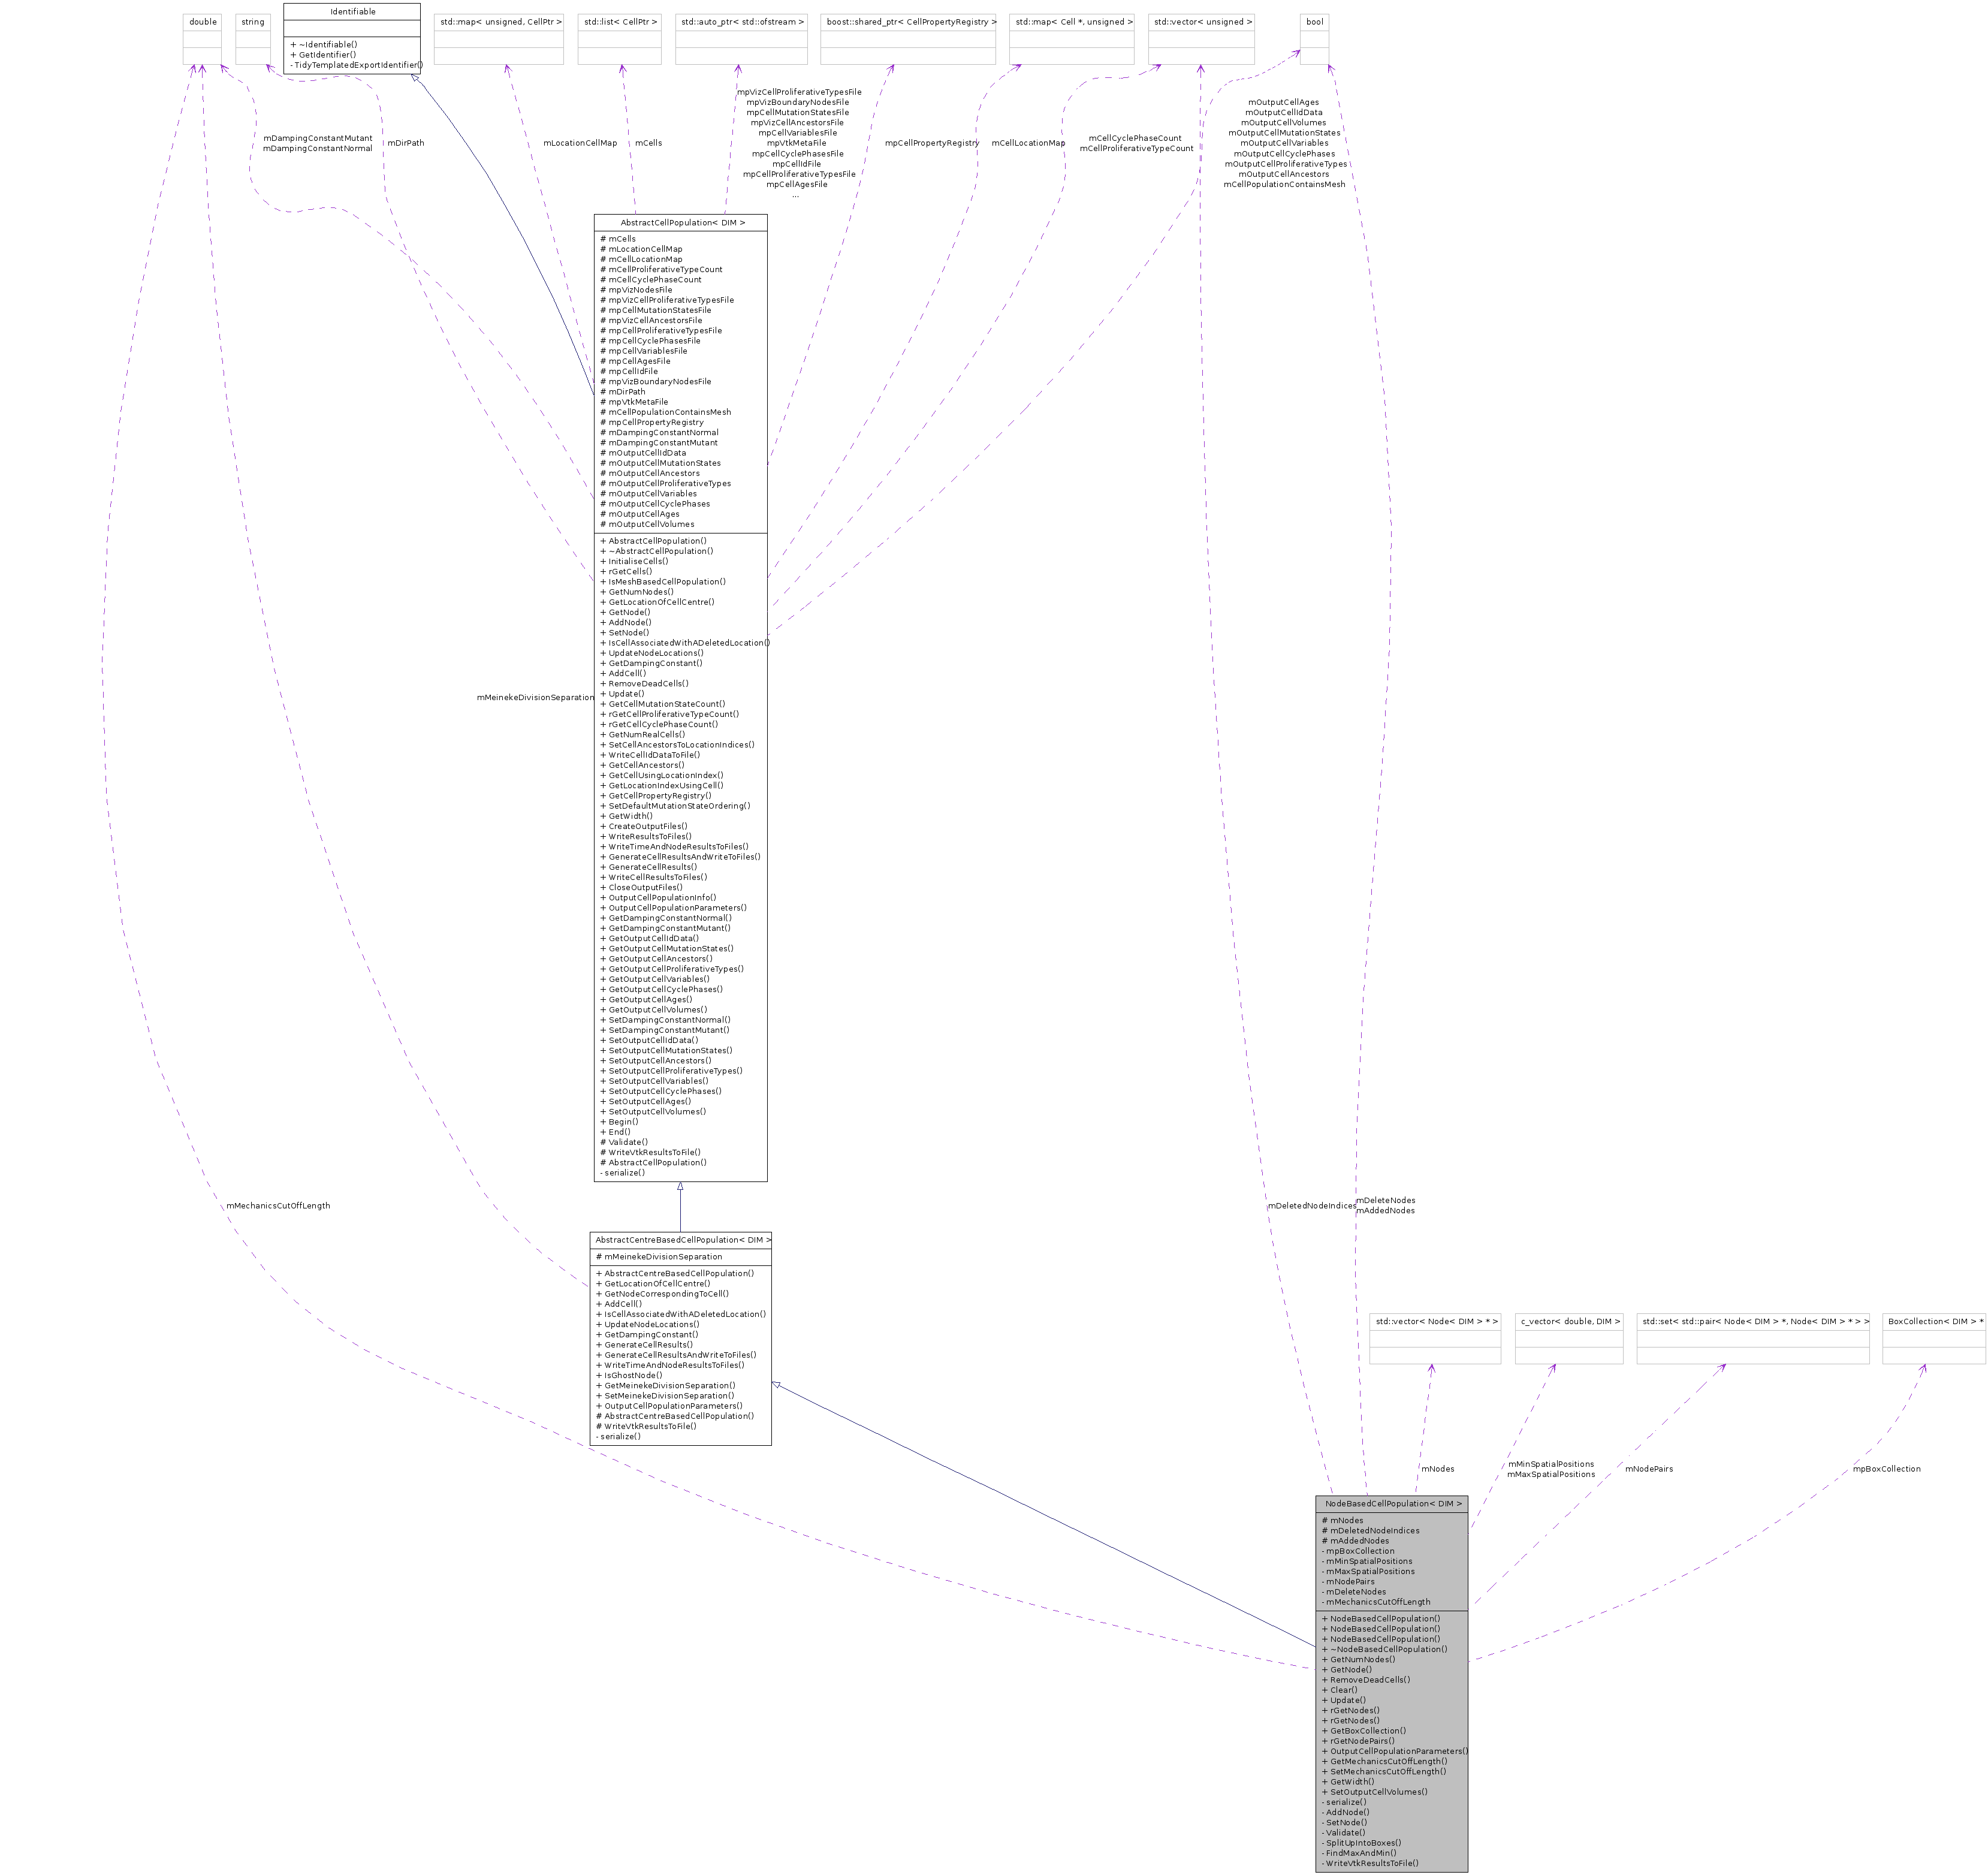 double
string
Identifiable
+ ~Identifiable()
+ GetIdentifier()
- TidyTemplatedExportIdentifier()
std::map< unsigned, CellPtr >
std::list< CellPtr >
std::auto_ptr< std::ofstream >
boost::shared_ptr< CellPropertyRegistry >
std::map< Cell *, unsigned >
std::vector< unsigned >
bool
mDampingConstantMutant
mDampingConstantNormal
mDirPath
mLocationCellMap
mCells
mpVizCellProliferativeTypesFile
mpVizBoundaryNodesFile
mpCellMutationStatesFile
mpVizCellAncestorsFile
mpCellVariablesFile
mpVtkMetaFile
mpCellCyclePhasesFile
mpCellIdFile
mpCellProliferativeTypesFile
mpCellAgesFile
...
mpCellPropertyRegistry
mCellLocationMap
mCellCyclePhaseCount
mCellProliferativeTypeCount
mOutputCellAges
mOutputCellIdData
mOutputCellVolumes
mOutputCellMutationStates
mOutputCellVariables
mOutputCellCyclePhases
mOutputCellProliferativeTypes
mOutputCellAncestors
mCellPopulationContainsMesh
AbstractCellPopulation< DIM >
# mCells
# mLocationCellMap
# mCellLocationMap
# mCellProliferativeTypeCount
# mCellCyclePhaseCount
# mpVizNodesFile
# mpVizCellProliferativeTypesFile
# mpCellMutationStatesFile
# mpVizCellAncestorsFile
# mpCellProliferativeTypesFile
# mpCellCyclePhasesFile
# mpCellVariablesFile
# mpCellAgesFile
# mpCellIdFile
# mpVizBoundaryNodesFile
# mDirPath
# mpVtkMetaFile
# mCellPopulationContainsMesh
# mpCellPropertyRegistry
# mDampingConstantNormal
# mDampingConstantMutant
# mOutputCellIdData
# mOutputCellMutationStates
# mOutputCellAncestors
# mOutputCellProliferativeTypes
# mOutputCellVariables
# mOutputCellCyclePhases
# mOutputCellAges
# mOutputCellVolumes
+ AbstractCellPopulation()
+ ~AbstractCellPopulation()
+ InitialiseCells()
+ rGetCells()
+ IsMeshBasedCellPopulation()
+ GetNumNodes()
+ GetLocationOfCellCentre()
+ GetNode()
+ AddNode()
+ SetNode()
+ IsCellAssociatedWithADeletedLocation()
+ UpdateNodeLocations()
+ GetDampingConstant()
+ AddCell()
+ RemoveDeadCells()
+ Update()
+ GetCellMutationStateCount()
+ rGetCellProliferativeTypeCount()
+ rGetCellCyclePhaseCount()
+ GetNumRealCells()
+ SetCellAncestorsToLocationIndices()
+ WriteCellIdDataToFile()
+ GetCellAncestors()
+ GetCellUsingLocationIndex()
+ GetLocationIndexUsingCell()
+ GetCellPropertyRegistry()
+ SetDefaultMutationStateOrdering()
+ GetWidth()
+ CreateOutputFiles()
+ WriteResultsToFiles()
+ WriteTimeAndNodeResultsToFiles()
+ GenerateCellResultsAndWriteToFiles()
+ GenerateCellResults()
+ WriteCellResultsToFiles()
+ CloseOutputFiles()
+ OutputCellPopulationInfo()
+ OutputCellPopulationParameters()
+ GetDampingConstantNormal()
+ GetDampingConstantMutant()
+ GetOutputCellIdData()
+ GetOutputCellMutationStates()
+ GetOutputCellAncestors()
+ GetOutputCellProliferativeTypes()
+ GetOutputCellVariables()
+ GetOutputCellCyclePhases()
+ GetOutputCellAges()
+ GetOutputCellVolumes()
+ SetDampingConstantNormal()
+ SetDampingConstantMutant()
+ SetOutputCellIdData()
+ SetOutputCellMutationStates()
+ SetOutputCellAncestors()
+ SetOutputCellProliferativeTypes()
+ SetOutputCellVariables()
+ SetOutputCellCyclePhases()
+ SetOutputCellAges()
+ SetOutputCellVolumes()
+ Begin()
+ End()
# Validate()
# WriteVtkResultsToFile()
# AbstractCellPopulation()
- serialize()
mMeinekeDivisionSeparation
mMechanicsCutOffLength
mDeletedNodeIndices
mDeleteNodes
mAddedNodes
AbstractCentreBasedCellPopulation< DIM >
# mMeinekeDivisionSeparation
+ AbstractCentreBasedCellPopulation()
+ GetLocationOfCellCentre()
+ GetNodeCorrespondingToCell()
+ AddCell()
+ IsCellAssociatedWithADeletedLocation()
+ UpdateNodeLocations()
+ GetDampingConstant()
+ GenerateCellResults()
+ GenerateCellResultsAndWriteToFiles()
+ WriteTimeAndNodeResultsToFiles()
+ IsGhostNode()
+ GetMeinekeDivisionSeparation()
+ SetMeinekeDivisionSeparation()
+ OutputCellPopulationParameters()
# AbstractCentreBasedCellPopulation()
# WriteVtkResultsToFile()
- serialize()
std::vector< Node< DIM > * >
c_vector< double, DIM >
std::set< std::pair< Node< DIM > *, Node< DIM > * > >
BoxCollection< DIM > *
mNodes
mMinSpatialPositions
mMaxSpatialPositions
mNodePairs
mpBoxCollection
NodeBasedCellPopulation< DIM >
# mNodes
# mDeletedNodeIndices
# mAddedNodes
- mpBoxCollection
- mMinSpatialPositions
- mMaxSpatialPositions
- mNodePairs
- mDeleteNodes
- mMechanicsCutOffLength
+ NodeBasedCellPopulation()
+ NodeBasedCellPopulation()
+ NodeBasedCellPopulation()
+ ~NodeBasedCellPopulation()
+ GetNumNodes()
+ GetNode()
+ RemoveDeadCells()
+ Clear()
+ Update()
+ rGetNodes()
+ rGetNodes()
+ GetBoxCollection()
+ rGetNodePairs()
+ OutputCellPopulationParameters()
+ GetMechanicsCutOffLength()
+ SetMechanicsCutOffLength()
+ GetWidth()
+ SetOutputCellVolumes()
- serialize()
- AddNode()
- SetNode()
- Validate()
- SplitUpIntoBoxes()
- FindMaxAndMin()
- WriteVtkResultsToFile()